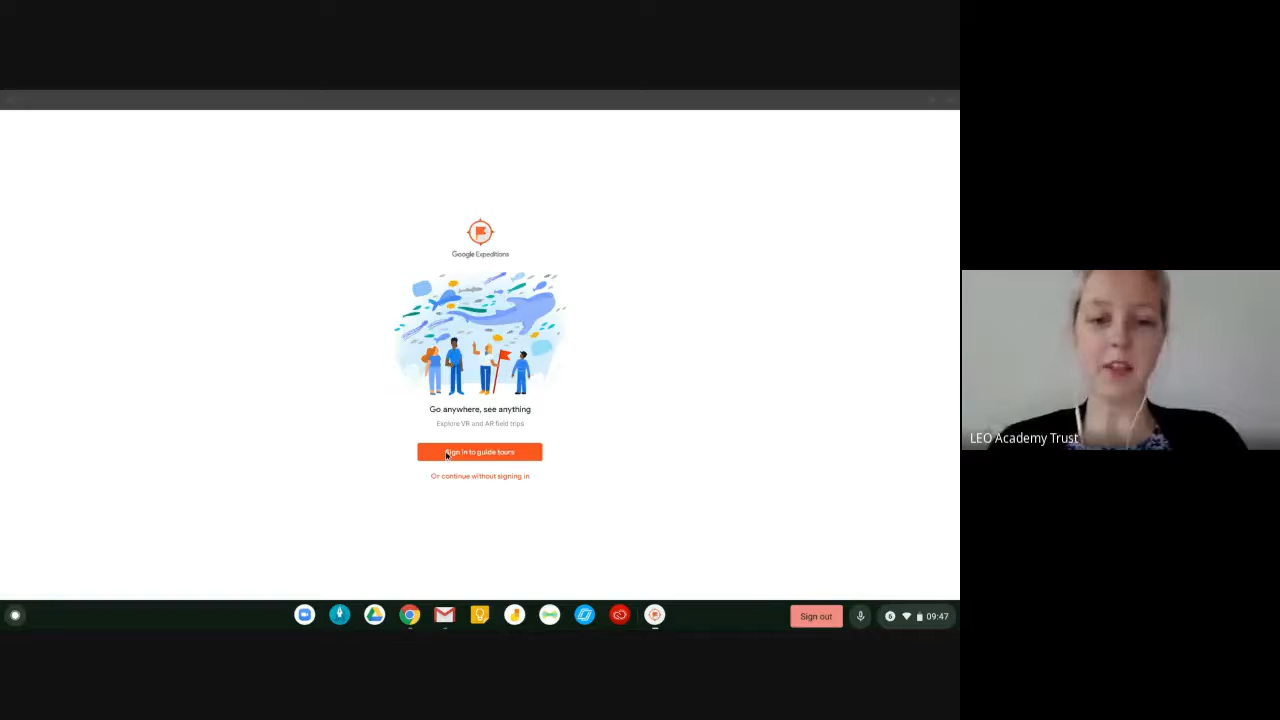 Google Expeditions
Go anywhere, see anything
Explore VR and AR field trips
Sign in to guide tours
Or continue without signing in
LEO Academy Trust
Sign out
6
09:47